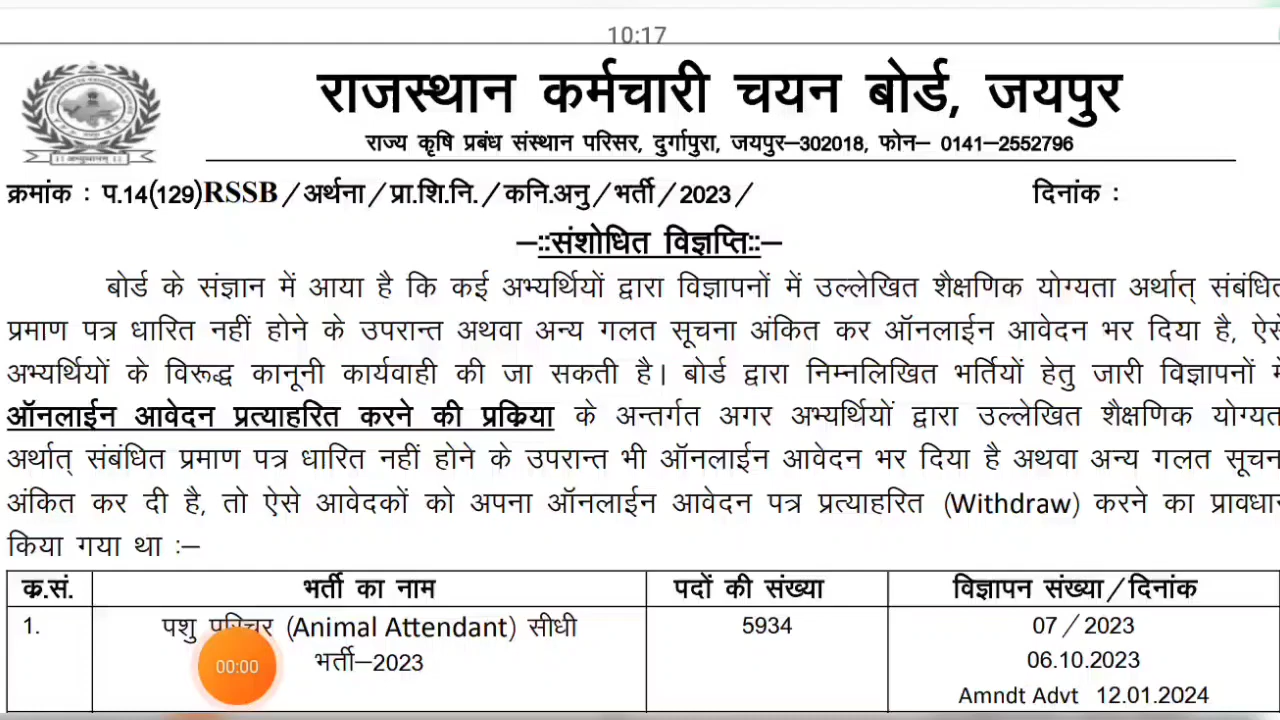 10:17
राजस्थान कर्मचारी चयन बोर्ड, जयपुर
राज्य कृषि प्रबंध संस्थान परिसर, दुर्गापुरा, जयपुर–302018, फोन– 0141–2552796
क्रमांक : प.14(129)RSSB/अर्थना/प्रा.शि.नि./कनि.अनु/भर्ती/2023/ दिनांक :
–::संशोधित विज्ञप्ति::–
बोर्ड के संज्ञान में आया है कि कई अभ्यर्थियों द्वारा विज्ञापनों में उल्लेखित शैक्षणिक योग्यता अर्थात् संबंधित
प्रमाण पत्र धारित नहीं होने के उपरान्त अथवा अन्य गलत सूचना अंकित कर ऑनलाईन आवेदन भर दिया है, ऐसे
अभ्यर्थियों के विरूद्ध कानूनी कार्यवाही की जा सकती है। बोर्ड द्वारा निम्नलिखित भर्तियों हेतु जारी विज्ञापनों
ऑनलाईन आवेदन प्रत्याहरित करने की प्रक्रिया के अन्तर्गत अगर अभ्यर्थियों द्वारा उल्लेखित शैक्षणिक योग्यत
अर्थात् संबंधित प्रमाण पत्र धारित नहीं होने के उपरान्त भी ऑनलाईन आवेदन भर दिया है अथवा अन्य गलत सूचन
अंकित कर दी है, तो ऐसे आवेदकों को अपना ऑनलाईन आवेदन पत्र प्रत्याहरित (Withdraw) करने का प्रावधान
किया गया था :–
क्र.सं. भर्ती का नाम पदों की संख्या विज्ञापन संख्या/दिनांक
1. पशु परिचर (Animal Attendant) सीधी 5934 07/2023
00:00 भर्ती–2023 06.10.2023
Amndt Advt 12.01.2024